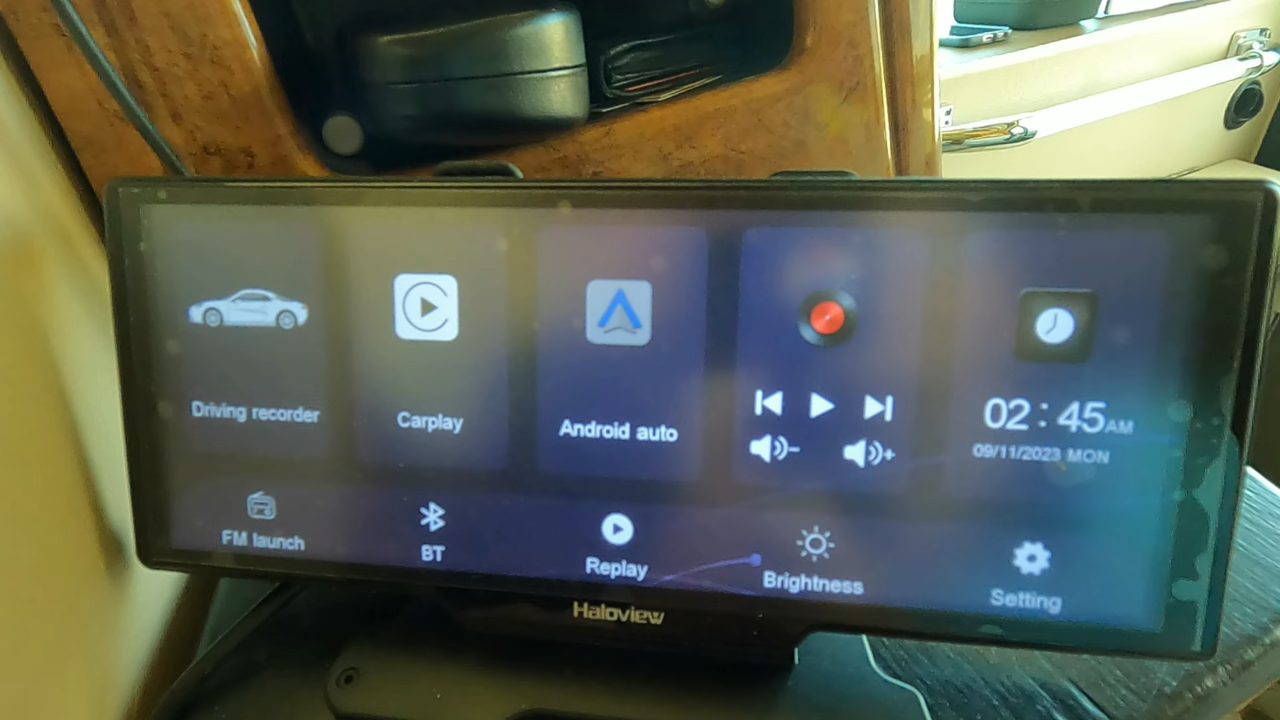 Driving recorder
Carplay
Android auto
02:45AM
09/11/2023 MON
FM launch
BT
Replay
Brightness
Setting
Haloview